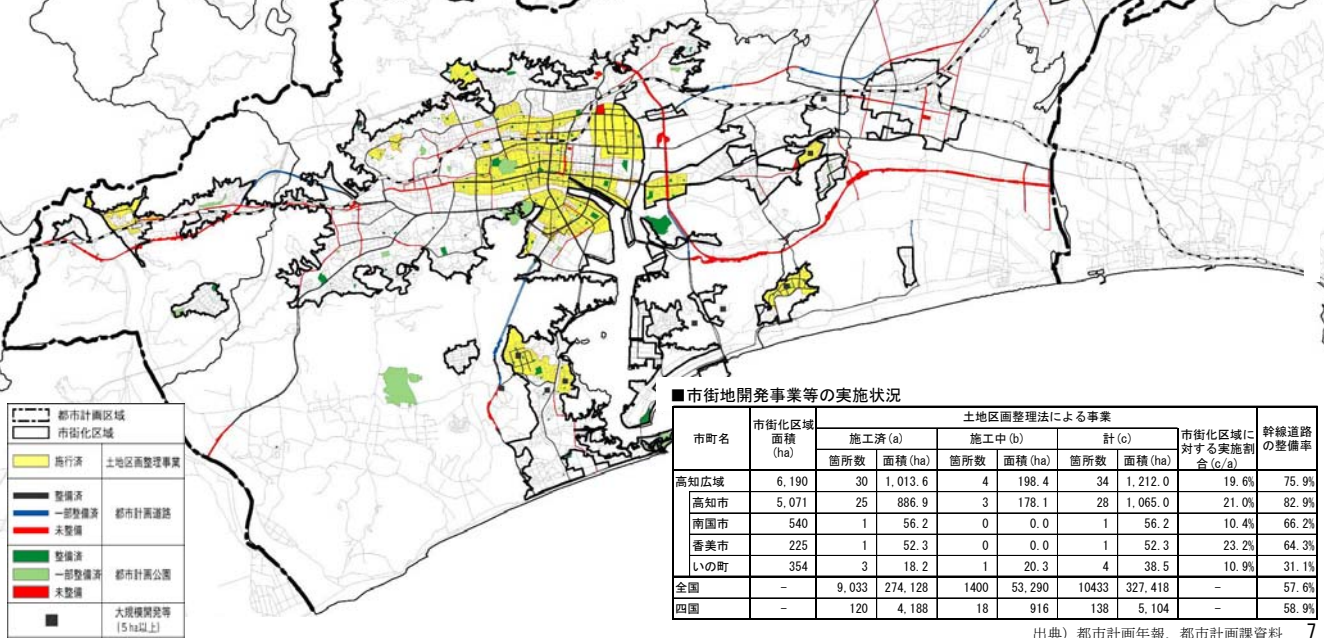 都市計画区域
市街化区域
施行済 土地区画整理事業
整備済
一部整備済 都市計画道路
未整備
整備済
一部整備済 都市計画公園
未整備
大規模開発等
(5ha以上)
■市街地開発事業等の実施状況
市町名 市街化区域面積(ha) 土地区画整理法による事業 幹線道路の整備率
施工済(a) 施工中(b) 計(c) 市街化区域に対する実施割合(c/a)
箇所数 面積(ha) 箇所数 面積(ha) 箇所数 面積(ha)
高知広域 6,190 30 1,013.6 4 198.4 34 1,212.0 19.6% 75.9%
高知市 5,071 25 886.9 3 178.1 28 1,065.0 21.0% 82.9%
南国市 540 1 56.2 0 0.0 1 56.2 10.4% 66.2%
香美市 225 1 52.3 0 0.0 1 52.3 23.2% 64.3%
いの町 354 3 18.2 1 20.3 4 38.5 10.9% 31.1%
全国 － 9,033 274,128 1400 53,290 10433 327,418 － 57.6%
四国 － 120 4,188 18 916 138 5,104 － 58.9%
出典）都市計画年報、都市計画課資料 7